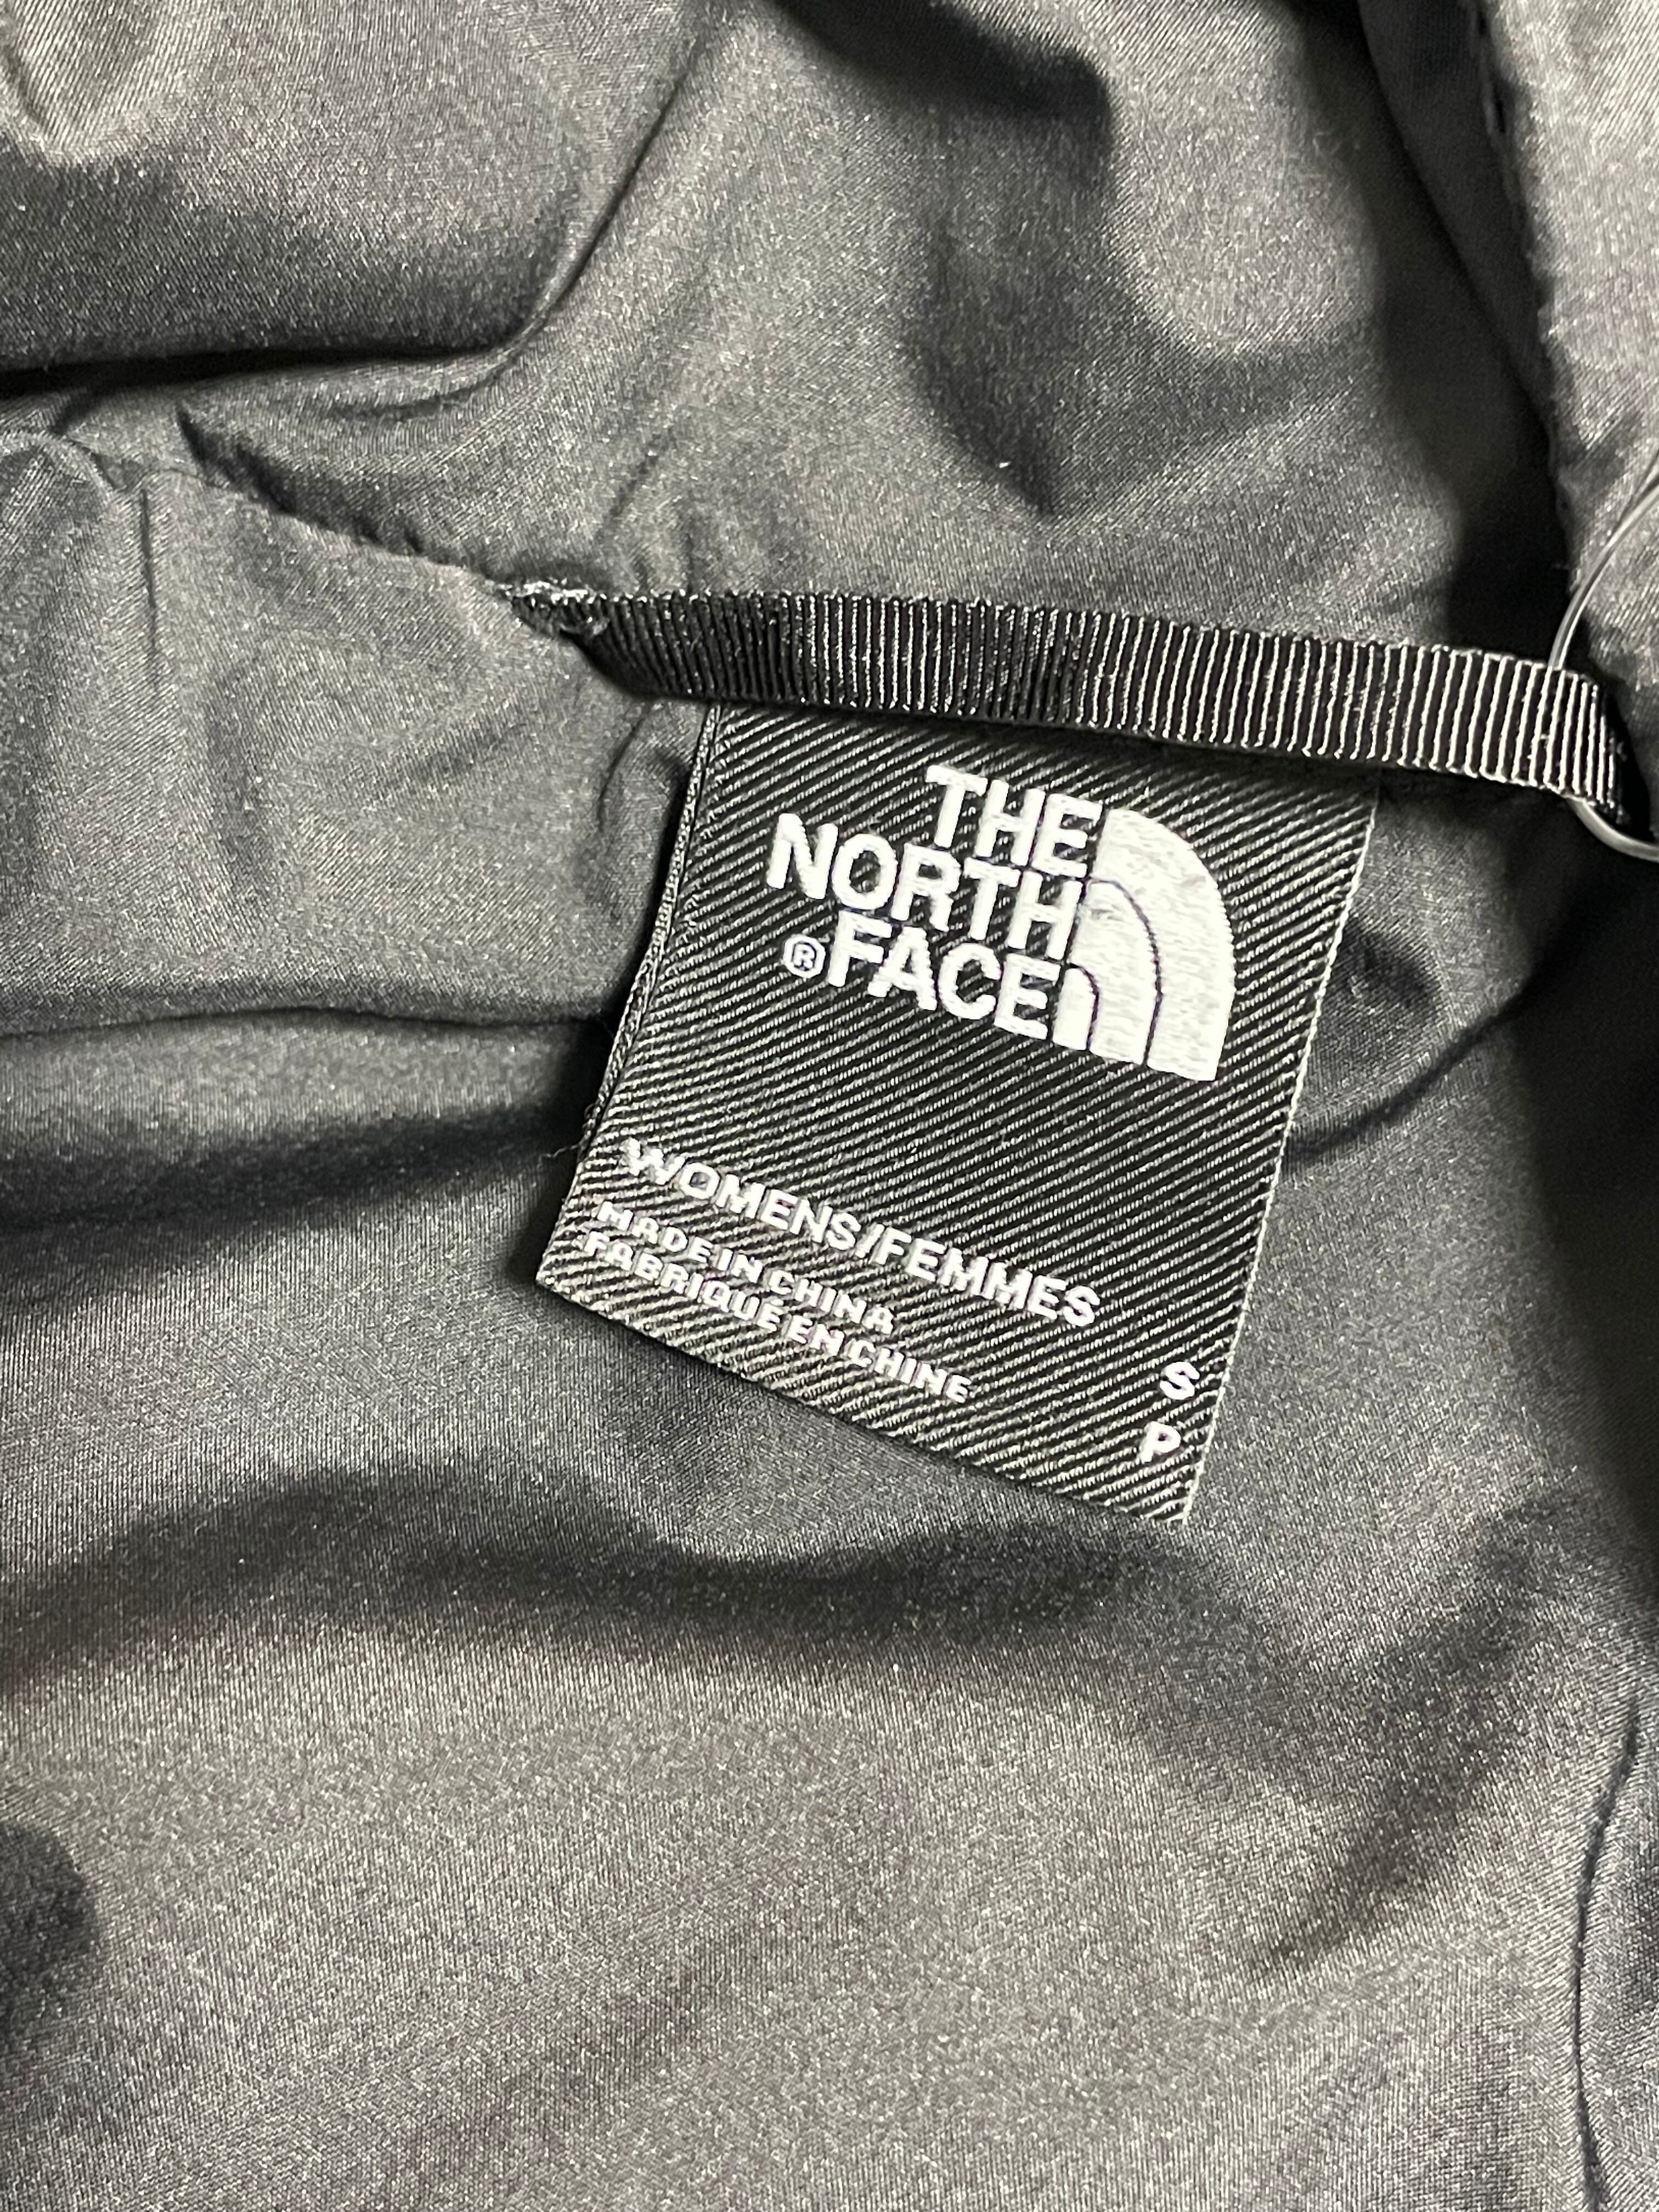 THE
NORTH
®FACE
WOMENS/FEMMES
MADE IN CHINA
FABRIQUÉ EN CHINE
S
P